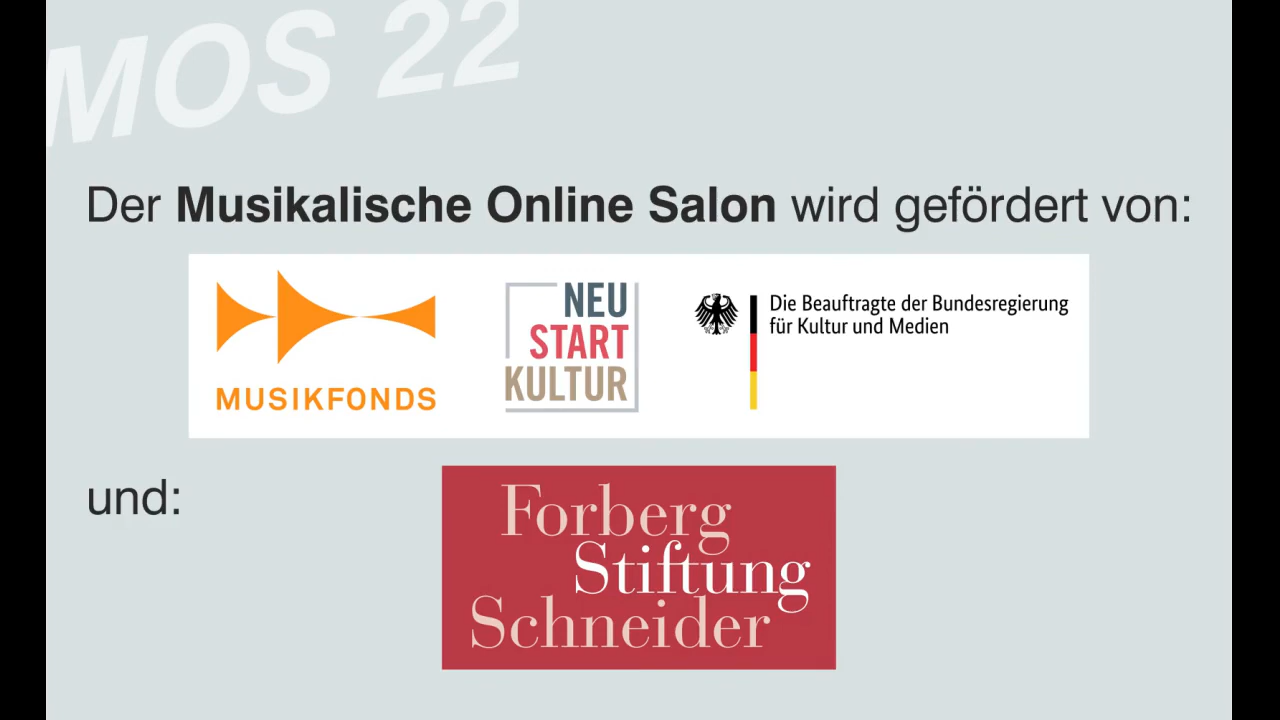 MOS 22
Der Musikalische Online Salon wird gefördert von:
MUSIKFONDS
NEU
START
KULTUR
Die Beauftragte der Bundesregierung
für Kultur und Medien
und:
Forberg
Stiftung
Schneider